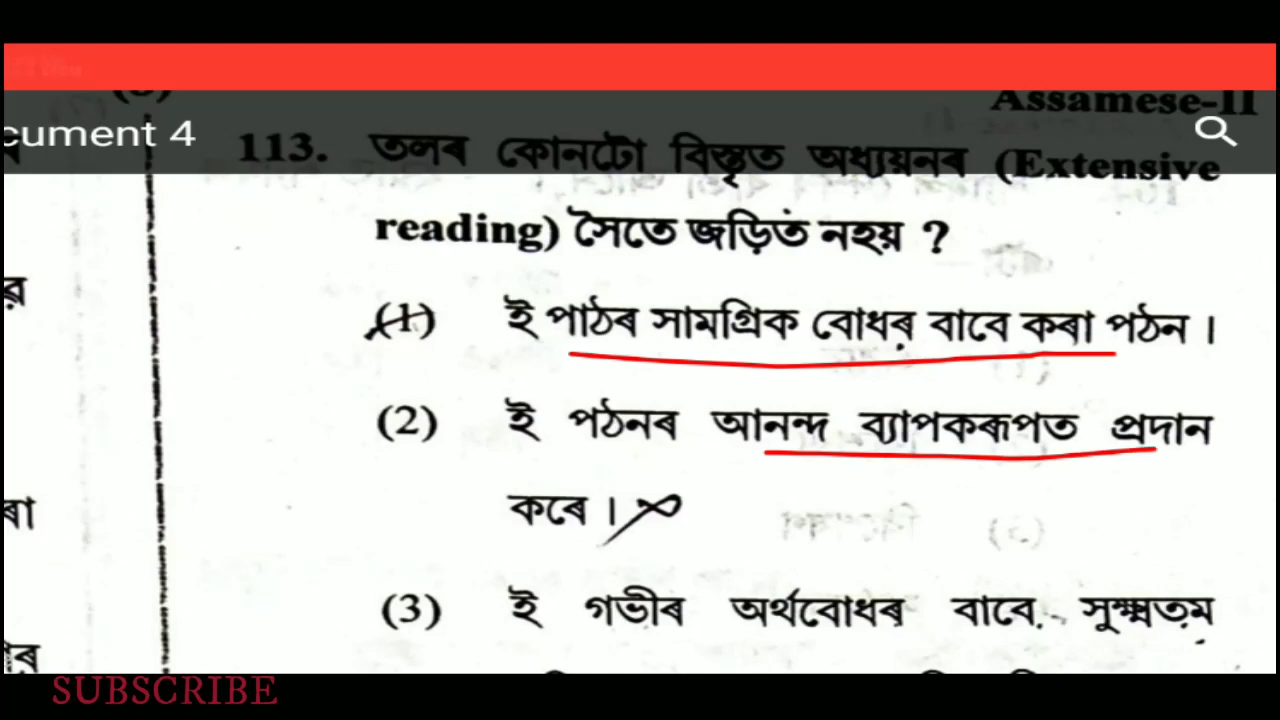 Assamese-II
cument 4
113. তলৰ কোনটো বিস্তৃত অধ্যয়নৰ (Extensive
reading) সৈতে জড়িত নহয় ?
(1) ই পাঠৰ সামগ্ৰিক বোধৰ বাবে কৰা পঠন ।
(2) ই পঠনৰ আনন্দ ব্যাপকৰূপত প্ৰদান
কৰে ।
ৰা
(3) ই গভীৰ অৰ্থবোধৰ বাবে সুক্ষ্মতম
SUBSCRIBE